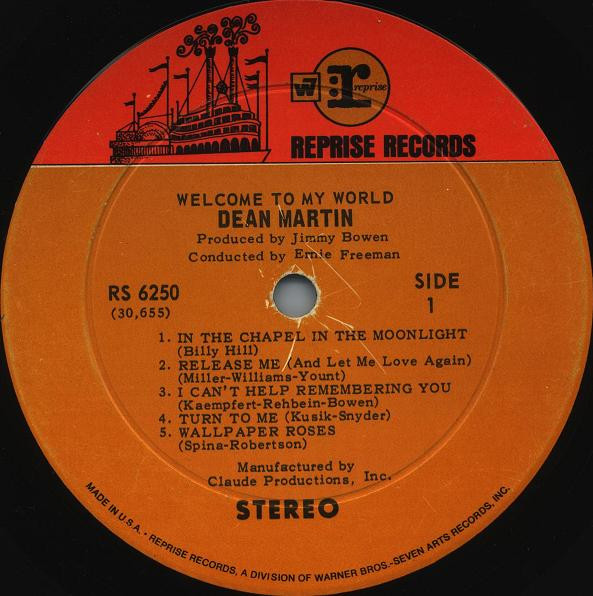 W7 r: reprise
REPRISE RECORDS
WELCOME TO MY WORLD
DEAN MARTIN
Produced by Jimmy Bowen
Conducted by Ernie Freeman
RS 6250
(30,655)
SIDE
1
1. IN THE CHAPEL IN THE MOONLIGHT
(Billy Hill)
2. RELEASE ME (And Let Me Love Again)
(Miller-Williams-Yount)
3. I CAN'T HELP REMEMBERING YOU
(Kaempfert-Rehbein-Bowen)
4. TURN TO ME (Kusik-Snyder)
5. WALLPAPER ROSES
(Spina-Robertson)
Manufactured by
Claude Productions, Inc.
STEREO
MADE IN U.S.A. • REPRISE RECORDS, A DIVISION OF WARNER BROS.-SEVEN ARTS RECORDS, INC.